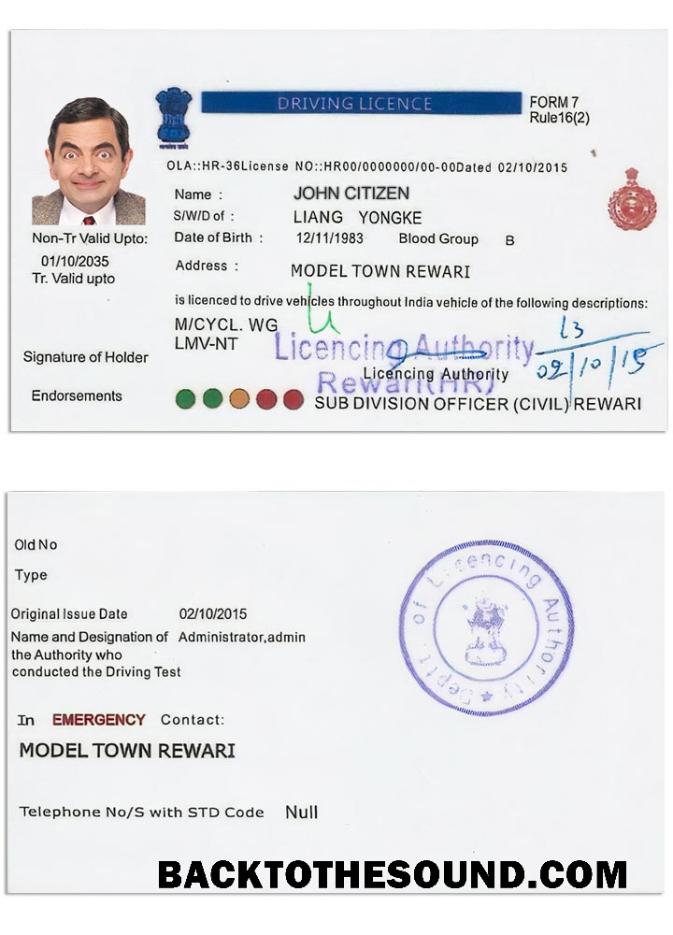 DRIVING LICENCE
FORM 7
Rule16(2)
OLA::HR-36License NO::HR00/0000000/00-00Dated 02/10/2015
Name : JOHN CITIZEN
S/W/D of : LIANG YONGKE
Date of Birth : 12/11/1983 Blood Group B
Address : MODEL TOWN REWARI
Non-Tr Valid Upto:
01/10/2035
Tr. Valid upto
is licenced to drive vehicles throughout India vehicle of the following descriptions:
M/CYCL. WG
LMV-NT
Licencing Authority
Rewari(HR)
13
02/10/15
Signature of Holder
Licencing Authority
Endorsements
SUB DIVISION OFFICER (CIVIL) REWARI
Old No
Type
Original Issue Date 02/10/2015
Name and Designation of Administrator,admin
the Authority who
conducted the Driving Test
Deptt. of Licencing Authority
In EMERGENCY Contact:
MODEL TOWN REWARI
Telephone No/S with STD Code Null
BACKTOTHESOUND.COM